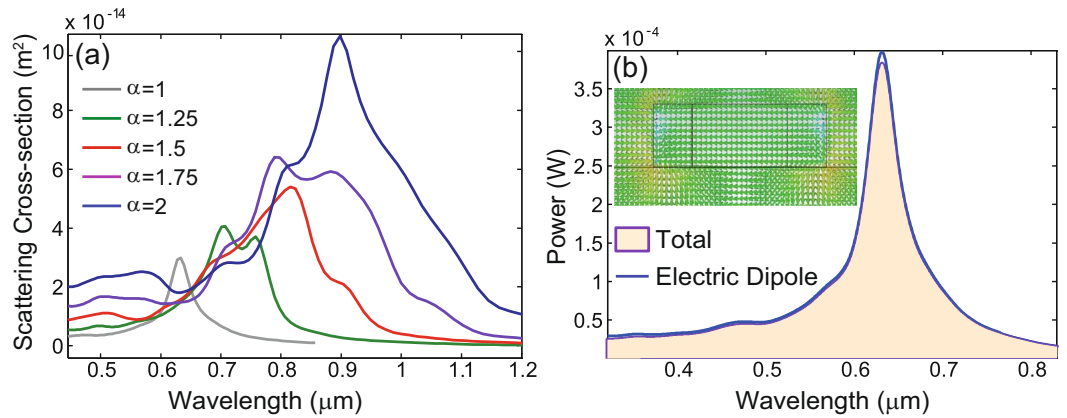 x 10⁻¹⁴
(a)
10
8
6
4
2
0
Scattering Cross-section (m²)
α=1
α=1.25
α=1.5
α=1.75
α=2
0.5 0.6 0.7 0.8 0.9 1 1.1 1.2
Wavelength (μm)
x 10⁻⁴
(b)
3.5
3
2.5
2
1.5
1
0.5
Power (W)
Total
Electric Dipole
0.4 0.5 0.6 0.7 0.8
Wavelength (μm)